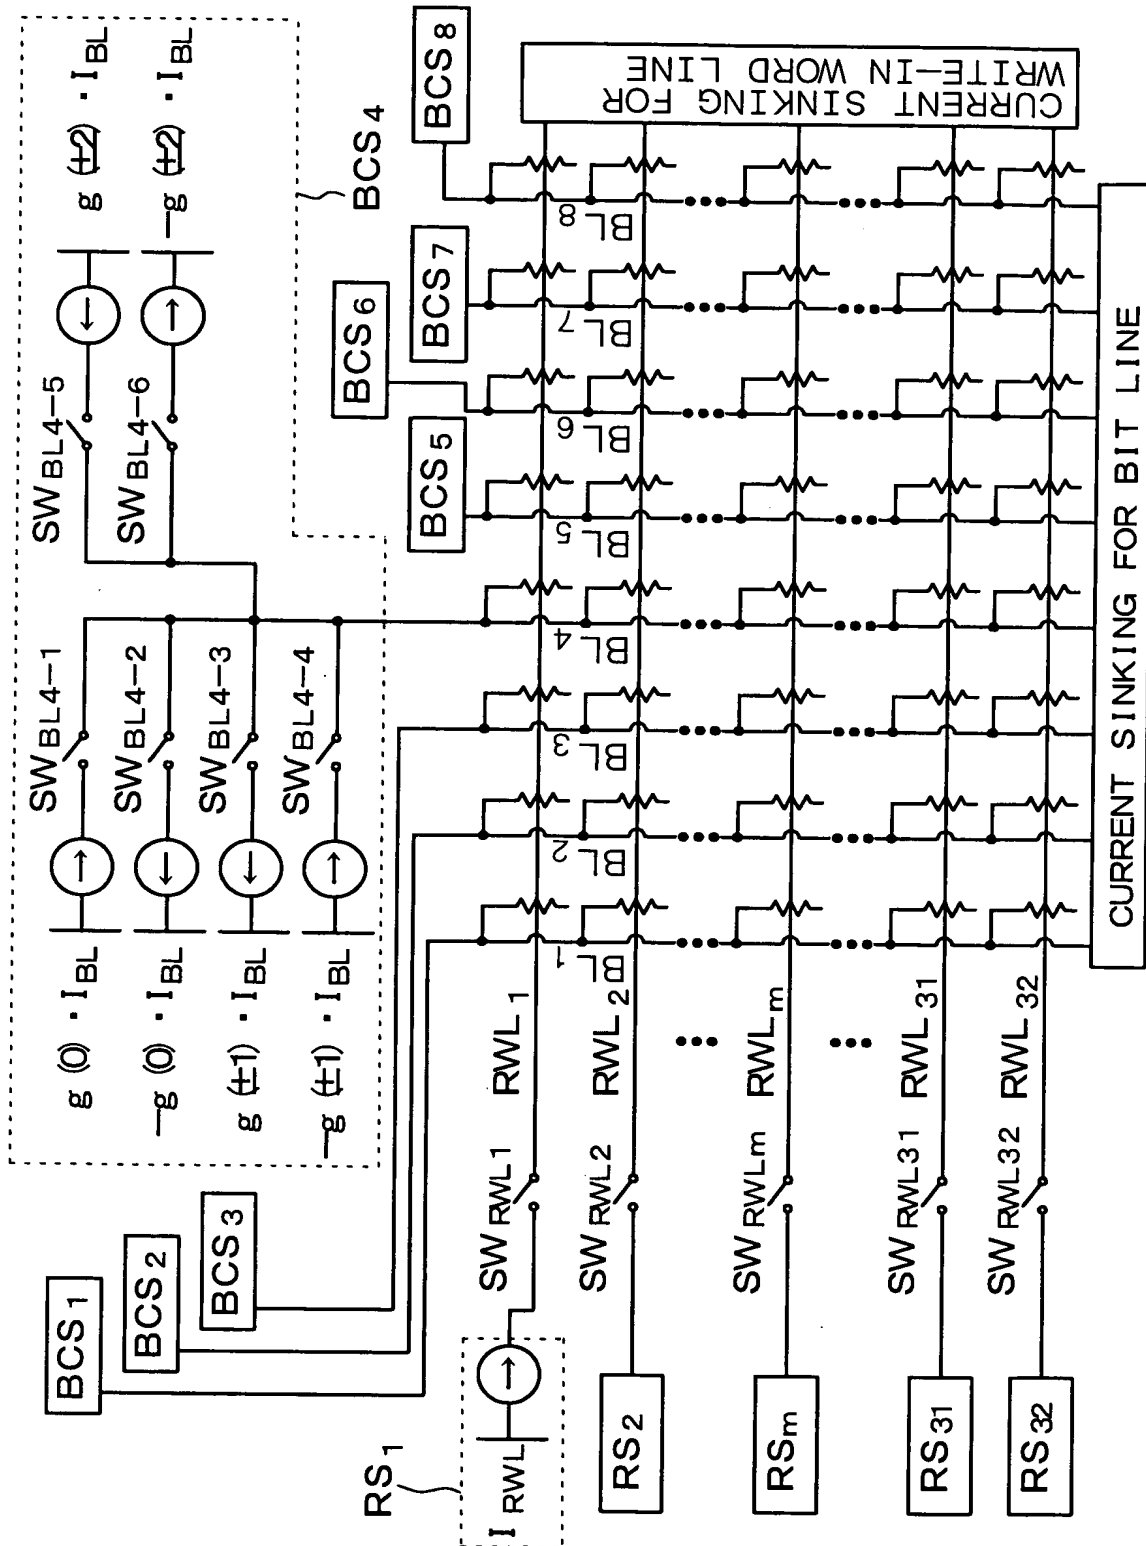 BCS1
BCS2
BCS3
g (0) · IBL
—g (0) · IBL
g (±1) · IBL
—g (±1) · IBL
SWBL4-1
SWBL4-2
SWBL4-3
SWBL4-4
SWBL4-5
SWBL4-6
g (±2) · IBL
—g (±2) · IBL
BCS4
BCS5
BCS6
BCS7
BCS8
RS1
IRWL
RS2
RSm
RS31
RS32
SWRWL1
SWRWL2
SWRWLm
SWRWL31
SWRWL32
RWL1
RWL2
RWLm
RWL31
RWL32
BL1
BL2
BL3
BL4
BL5
BL6
BL7
BL8
CURRENT SINKING FOR
WRITE-IN WORD LINE
CURRENT SINKING FOR BIT LINE